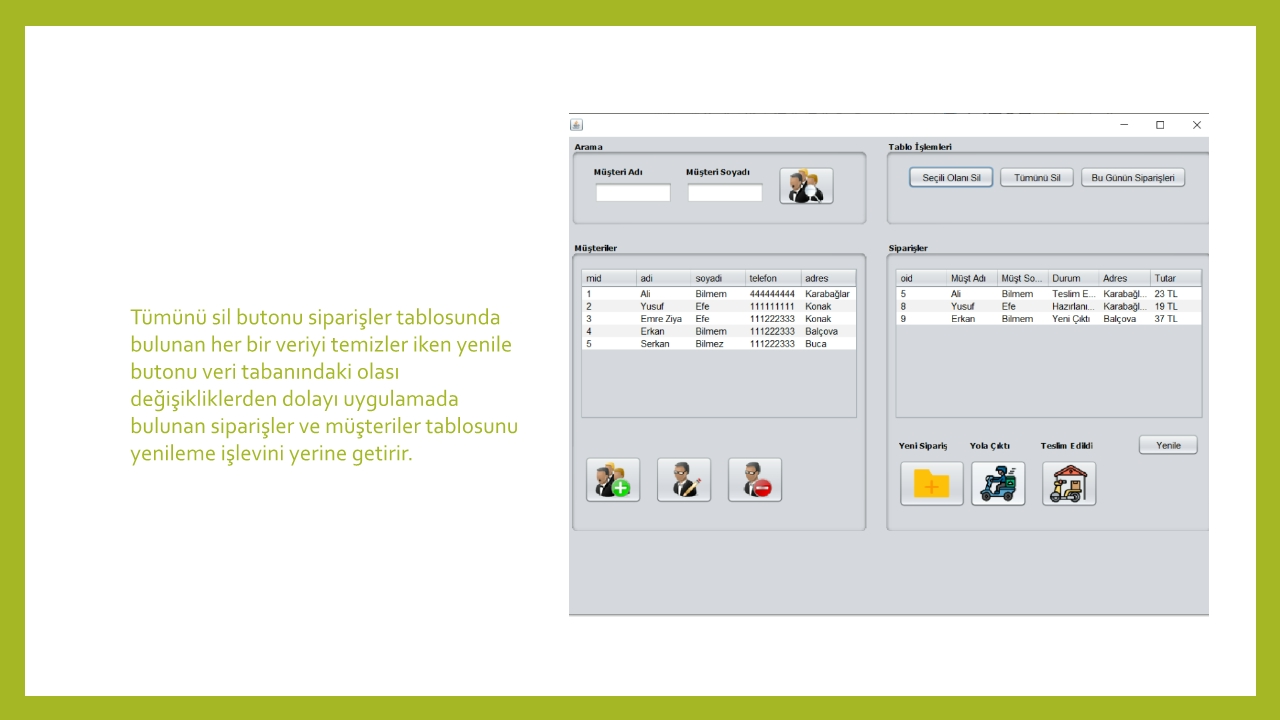 Tümünü sil butonu siparişler tablosunda
bulunan her bir veriyi temizler iken yenile
butonu veri tabanındaki olası
değişikliklerden dolayı uygulamada
bulunan siparişler ve müşteriler tablosunu
yenileme işlevini yerine getirir.
Arama
Müşteri Adı Müşteri Soyadı
Tablo İşlemleri
Seçili Olanı Sil Tümünü Sil Bu Günün Siparişleri
Müşteriler
mid adi soyadi telefon adres
1 Ali Bilmem 444444444 Karabağlar
2 Yusuf Efe 111111111 Konak
3 Emre Ziya Efe 111222333 Konak
4 Erkan Bilmem 111222333 Balçova
5 Serkan Bilmez 111222333 Buca
Siparişler
oid Müşt Adı Müşt So... Durum Adres Tutar
5 Ali Bilmem Teslim E... Karabağl... 23 TL
8 Yusuf Efe Hazırlanı... Karabağl... 19 TL
9 Erkan Bilmem Yeni Çıktı Balçova 37 TL
Yeni Sipariş Yola Çıktı Teslim Edildi Yenile